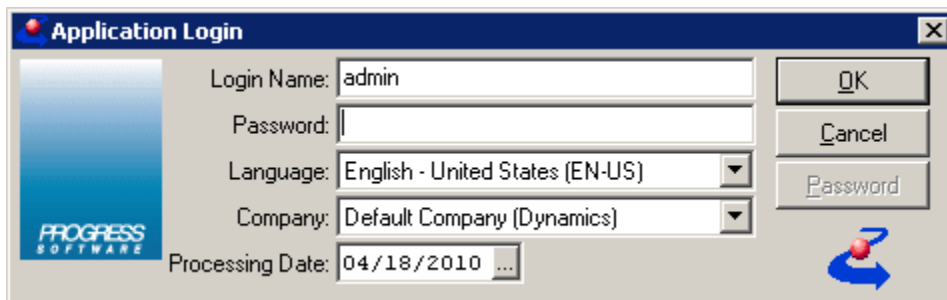 Application Login
Login Name: admin
OK
Password:
Cancel
Language: English - United States (EN-US)
Password
Company: Default Company (Dynamics)
PROGRESS
SOFTWARE
Processing Date: 04/18/2010 ...